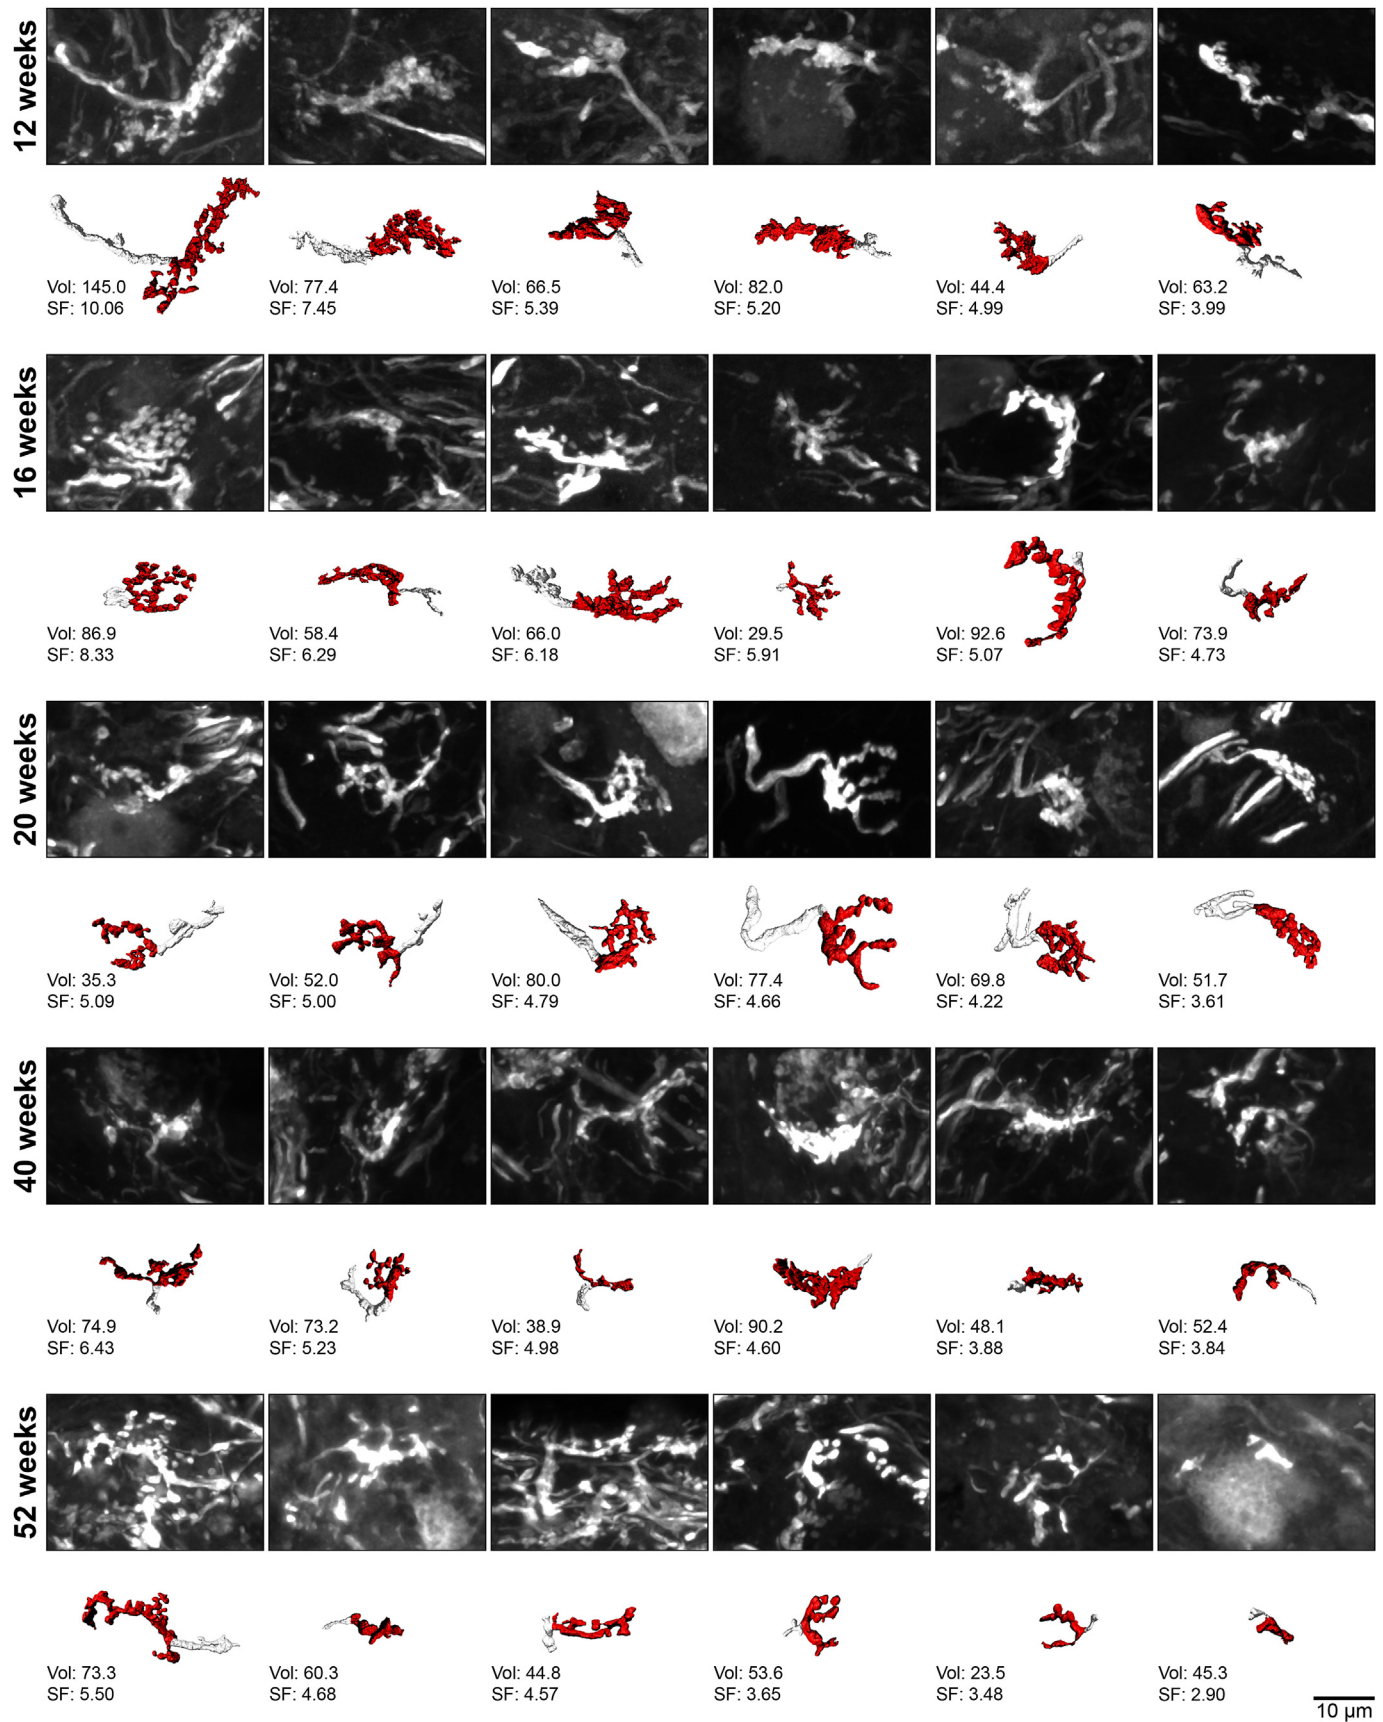 12 weeks
Vol: 145.0
SF: 10.06
Vol: 77.4
SF: 7.45
Vol: 66.5
SF: 5.39
Vol: 82.0
SF: 5.20
Vol: 44.4
SF: 4.99
Vol: 63.2
SF: 3.99
16 weeks
Vol: 86.9
SF: 8.33
Vol: 58.4
SF: 6.29
Vol: 66.0
SF: 6.18
Vol: 29.5
SF: 5.91
Vol: 92.6
SF: 5.07
Vol: 73.9
SF: 4.73
20 weeks
Vol: 35.3
SF: 5.09
Vol: 52.0
SF: 5.00
Vol: 80.0
SF: 4.79
Vol: 77.4
SF: 4.66
Vol: 69.8
SF: 4.22
Vol: 51.7
SF: 3.61
40 weeks
Vol: 74.9
SF: 6.43
Vol: 73.2
SF: 5.23
Vol: 38.9
SF: 4.98
Vol: 90.2
SF: 4.60
Vol: 48.1
SF: 3.88
Vol: 52.4
SF: 3.84
52 weeks
Vol: 73.3
SF: 5.50
Vol: 60.3
SF: 4.68
Vol: 44.8
SF: 4.57
Vol: 53.6
SF: 3.65
Vol: 23.5
SF: 3.48
Vol: 45.3
SF: 2.90
10 µm